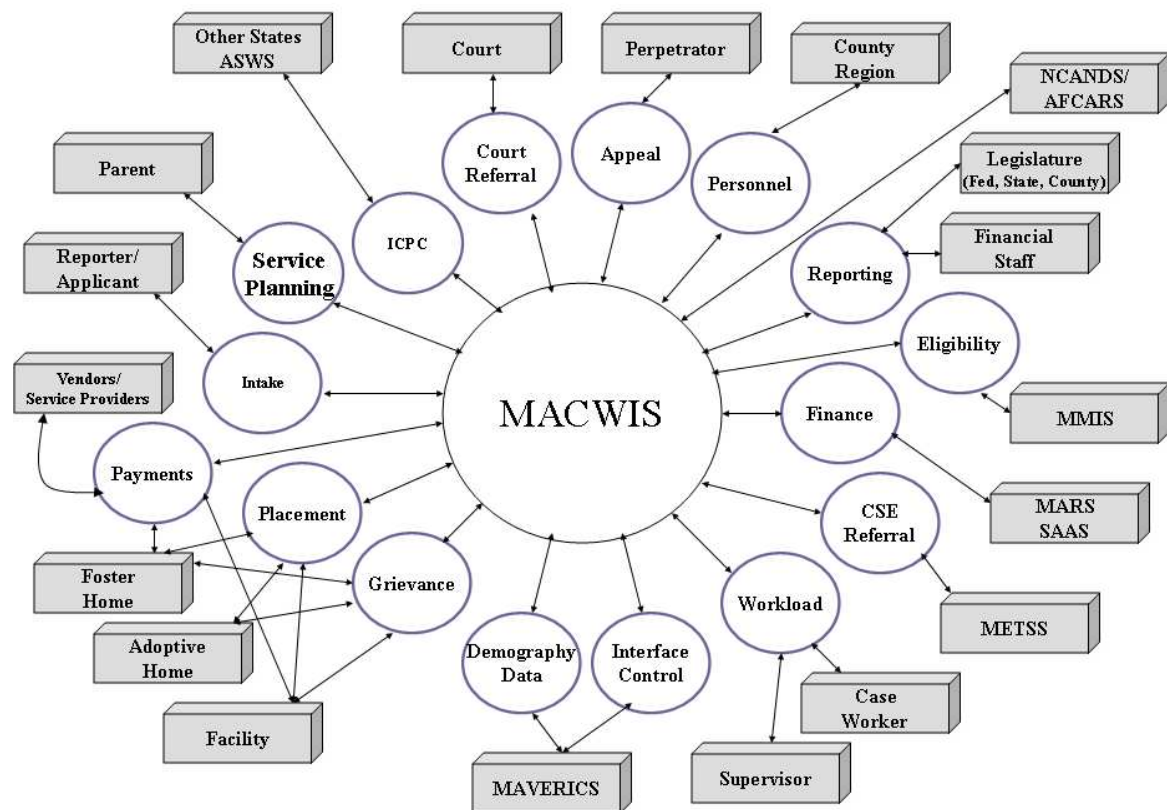 Other States
ASWS
Court
Perpetrator
County
Region
NCANDS/
AFCARS
Parent
Court
Referral
Appeal
Personnel
Legislature
(Fed, State, County)
Reporter/
Applicant
Service
Planning
ICPC
Reporting
Financial
Staff
Vendors/
Service Providers
Intake
MACWIS
Eligibility
Finance
MMIS
Payments
Placement
CSE
Referral
MARS
SAAS
Foster
Home
Grievance
Workload
METSS
Adoptive
Home
Demography
Data
Interface
Control
Case
Worker
Facility
MAVERICS
Supervisor